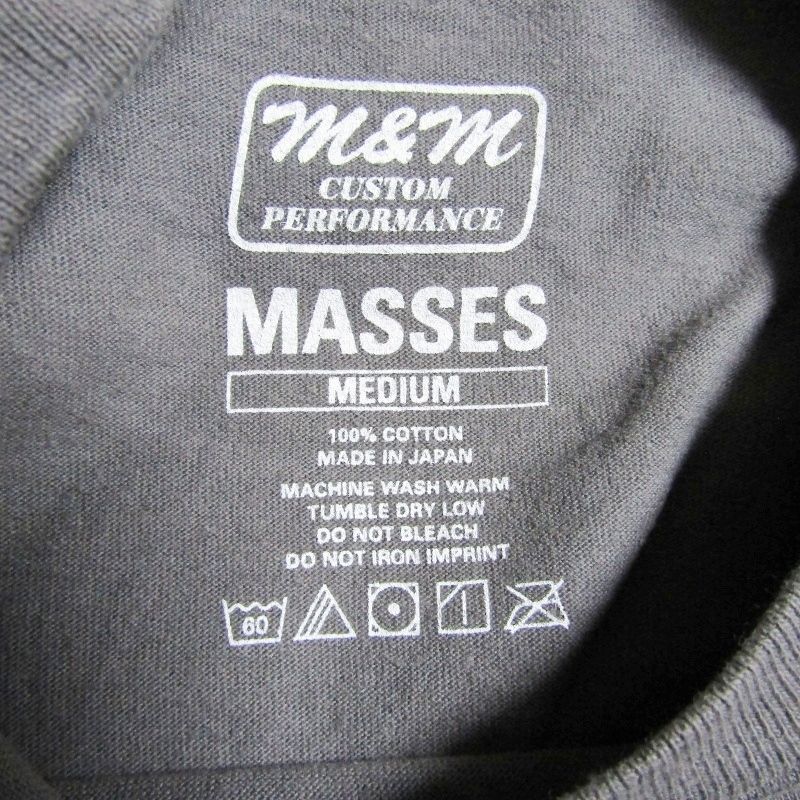 M&M
CUSTOM
PERFORMANCE
MASSES
MEDIUM
100% COTTON
MADE IN JAPAN
MACHINE WASH WARM
TUMBLE DRY LOW
DO NOT BLEACH
DO NOT IRON IMPRINT
60